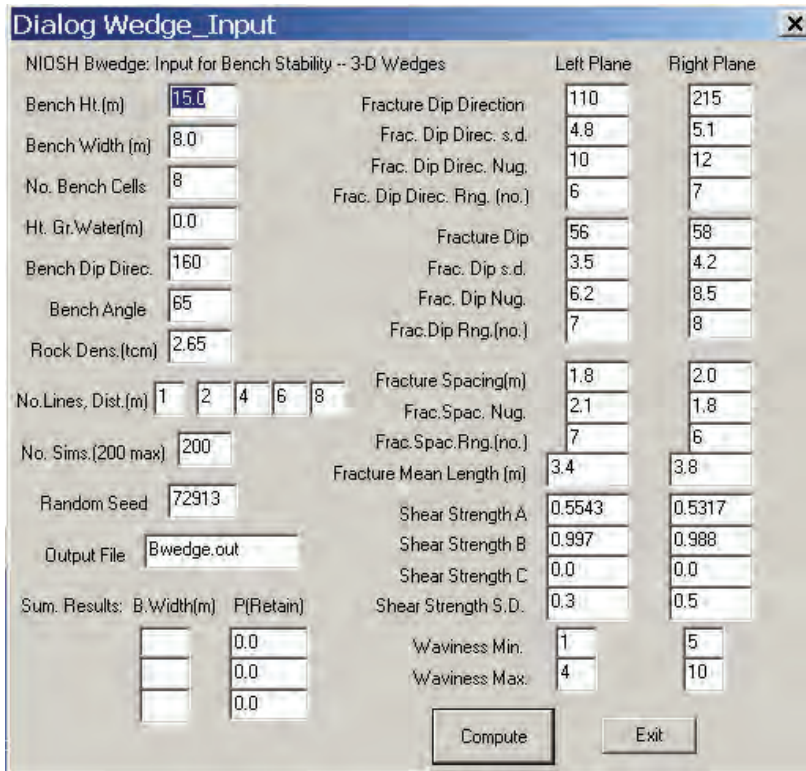 Dialog Wedge_Input
NIOSH Bwedge: Input for Bench Stability -- 3-D Wedges
Left Plane Right Plane
Bench Ht.(m) 15.0
Bench Width (m) 8.0
No. Bench Cells 8
Ht. Gr.Water(m) 0.0
Bench Dip Direc. 160
Bench Angle 65
Rock Dens.(tcm) 2.65
No.Lines, Dist.(m) 1 2 4 6 8
No. Sims.(200 max) 200
Random Seed 72913
Output File Bwedge.out
Sum. Results: B.Width(m) P(Retain)
0.0
0.0
0.0
Fracture Dip Direction 110 215
Frac. Dip Direc. s.d. 4.8 5.1
Frac. Dip Direc. Nug. 10 12
Frac. Dip Direc. Rng. (no.) 6 7
Fracture Dip 56 58
Frac. Dip s.d. 3.5 4.2
Frac. Dip Nug. 6.2 8.5
Frac.Dip Rng.(no.) 7 8
Fracture Spacing(m) 1.8 2.0
Frac.Spac. Nug. 2.1 1.8
Frac.Spac.Rng.(no.) 7 6
Fracture Mean Length (m) 3.4 3.8
Shear Strength A 0.5543 0.5317
Shear Strength B 0.997 0.988
Shear Strength C 0.0 0.0
Shear Strength S.D. 0.3 0.5
Waviness Min. 1 5
Waviness Max. 4 10
Compute Exit